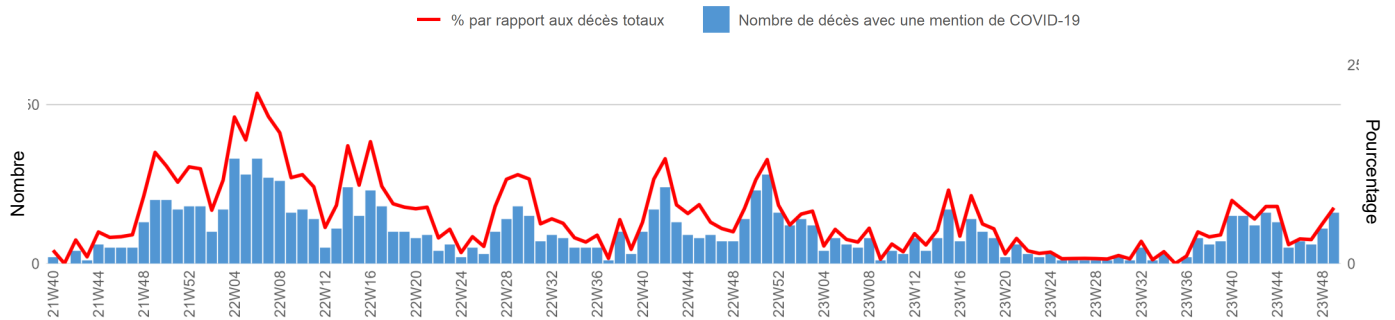 % par rapport aux décès totaux
Nombre de décès avec une mention de COVID-19
50
0
25
0
Nombre
Pourcentage
21W40
21W44
21W48
21W52
22W04
22W08
22W12
22W16
22W20
22W24
22W28
22W32
22W36
22W40
22W44
22W48
22W52
23W04
23W08
23W12
23W16
23W20
23W24
23W28
23W32
23W36
23W40
23W44
23W48